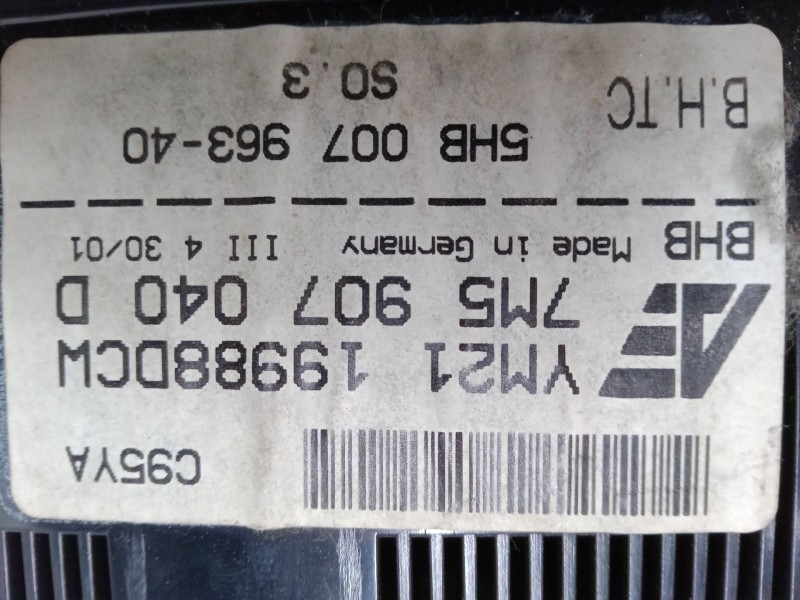 C95YA
YM21 19988DCW
7M5 907 040 D
BHB Made in Germany III 4 30/01
5HB 007 963-40
B.H.TC
SO.3